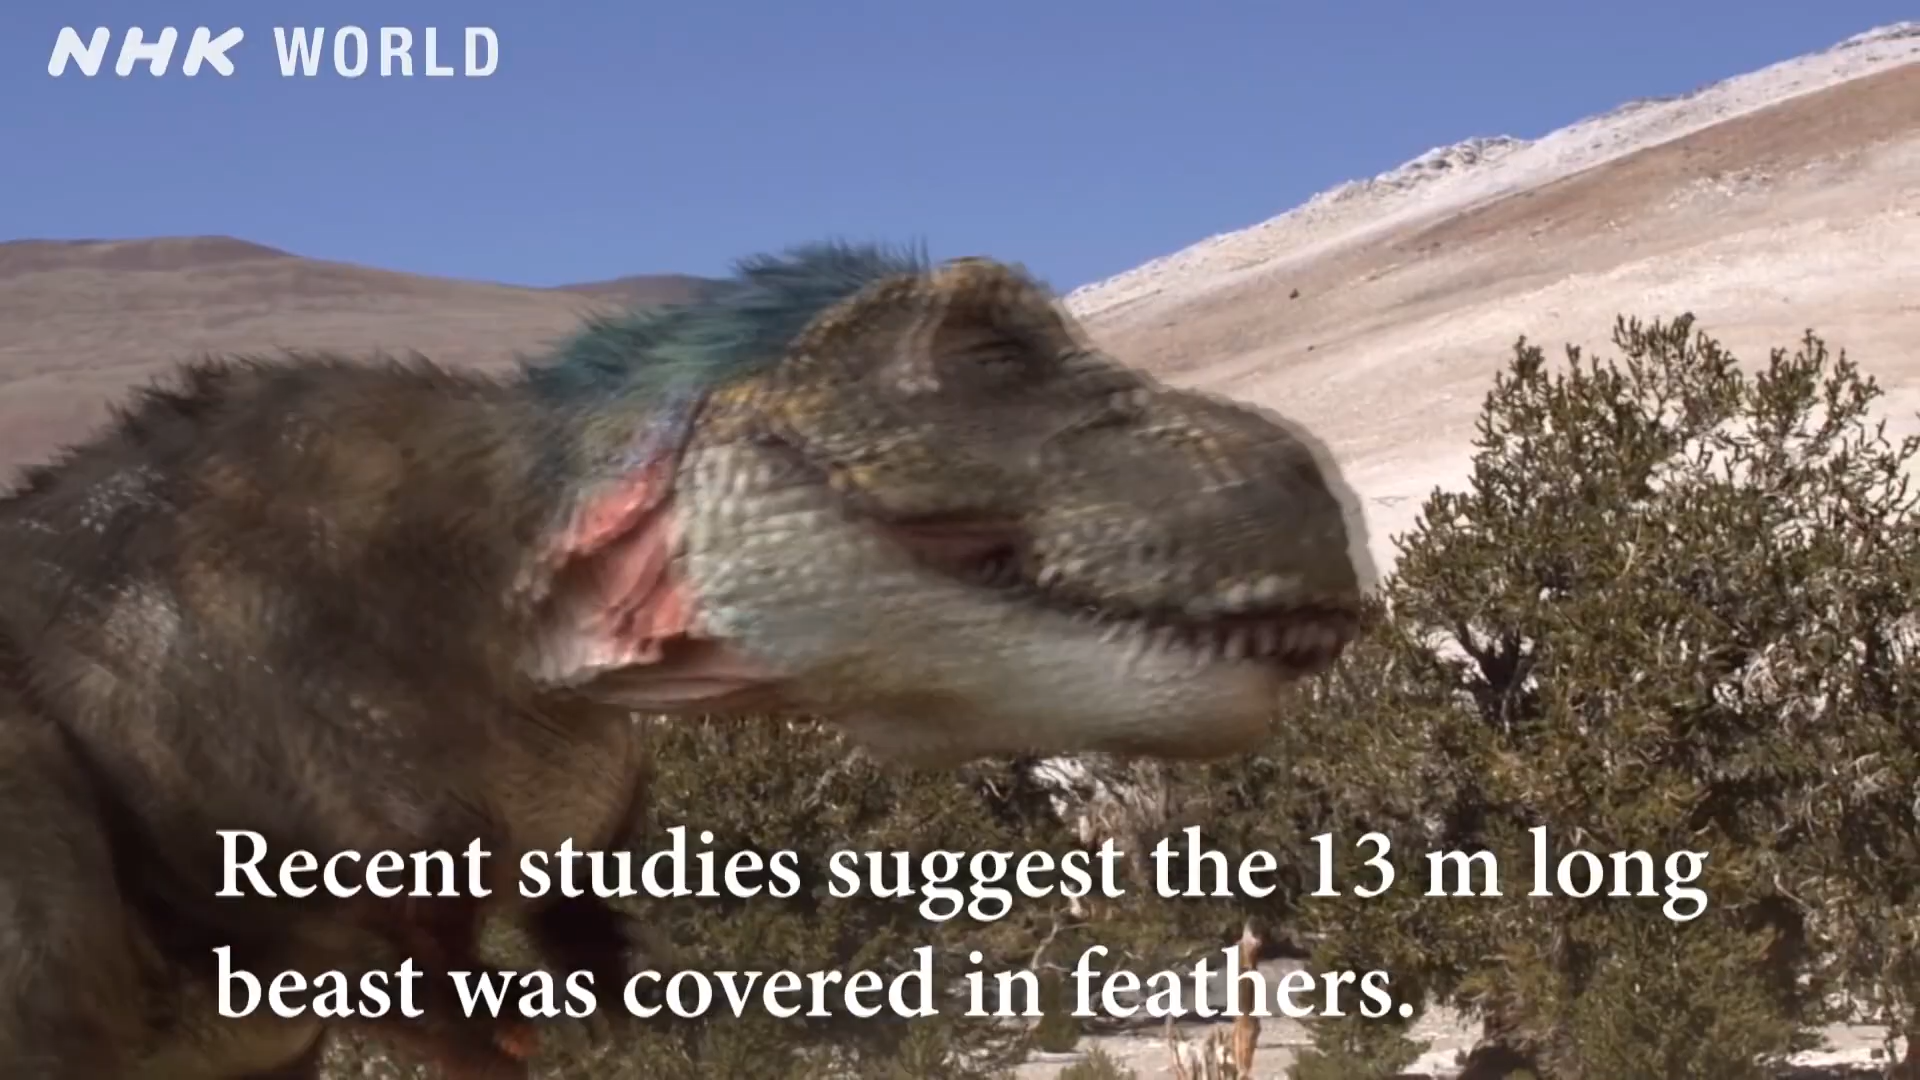 NHK WORLD
Recent studies suggest the 13 m long
beast was covered in feathers.